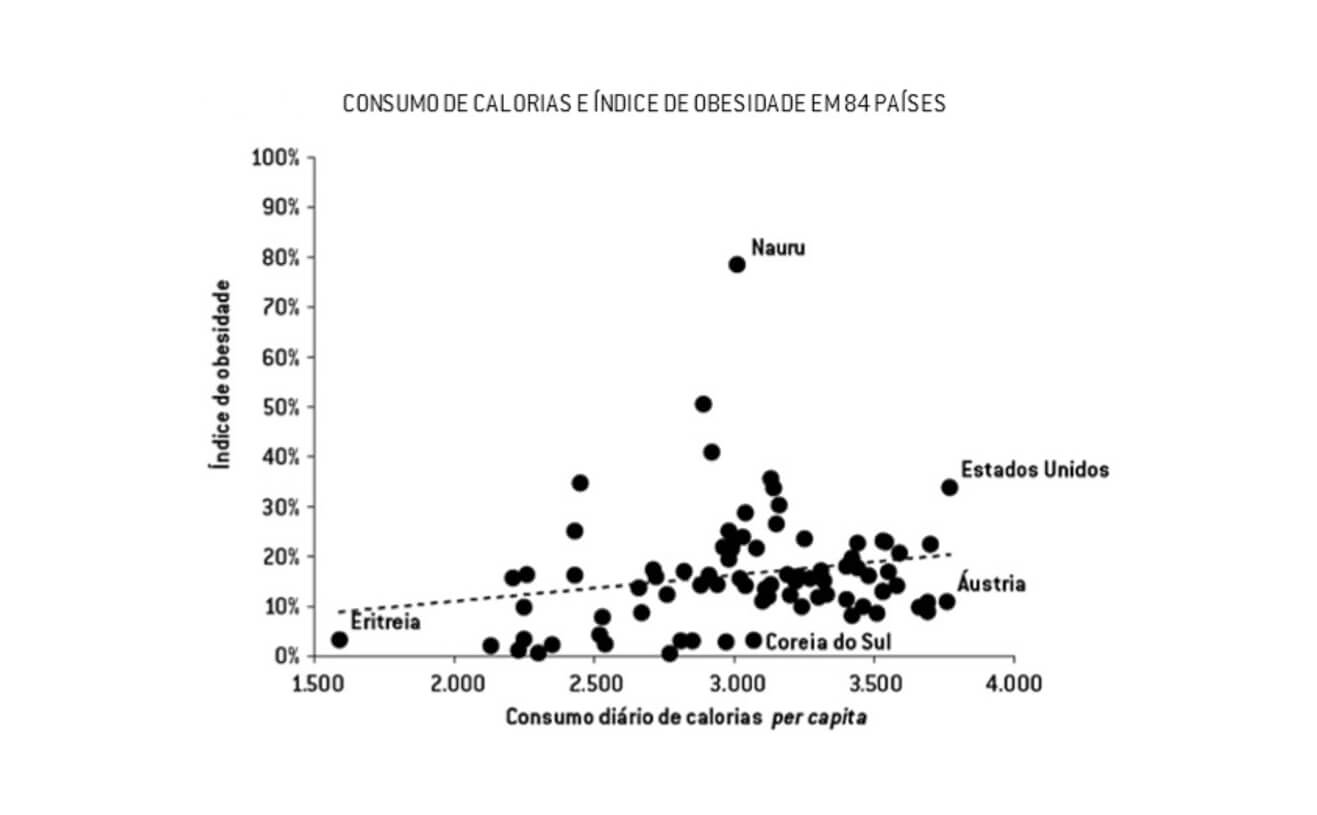 CONSUMO DE CALORIAS E ÍNDICE DE OBESIDADE EM 84 PAÍSES
100%
90%
80%
70%
60%
50%
40%
30%
20%
10%
0%
Índice de obesidade
Nauru
Estados Unidos
Áustria
Eritreia
Coreia do Sul
1.500 2.000 2.500 3.000 3.500 4.000
Consumo diário de calorias per capita